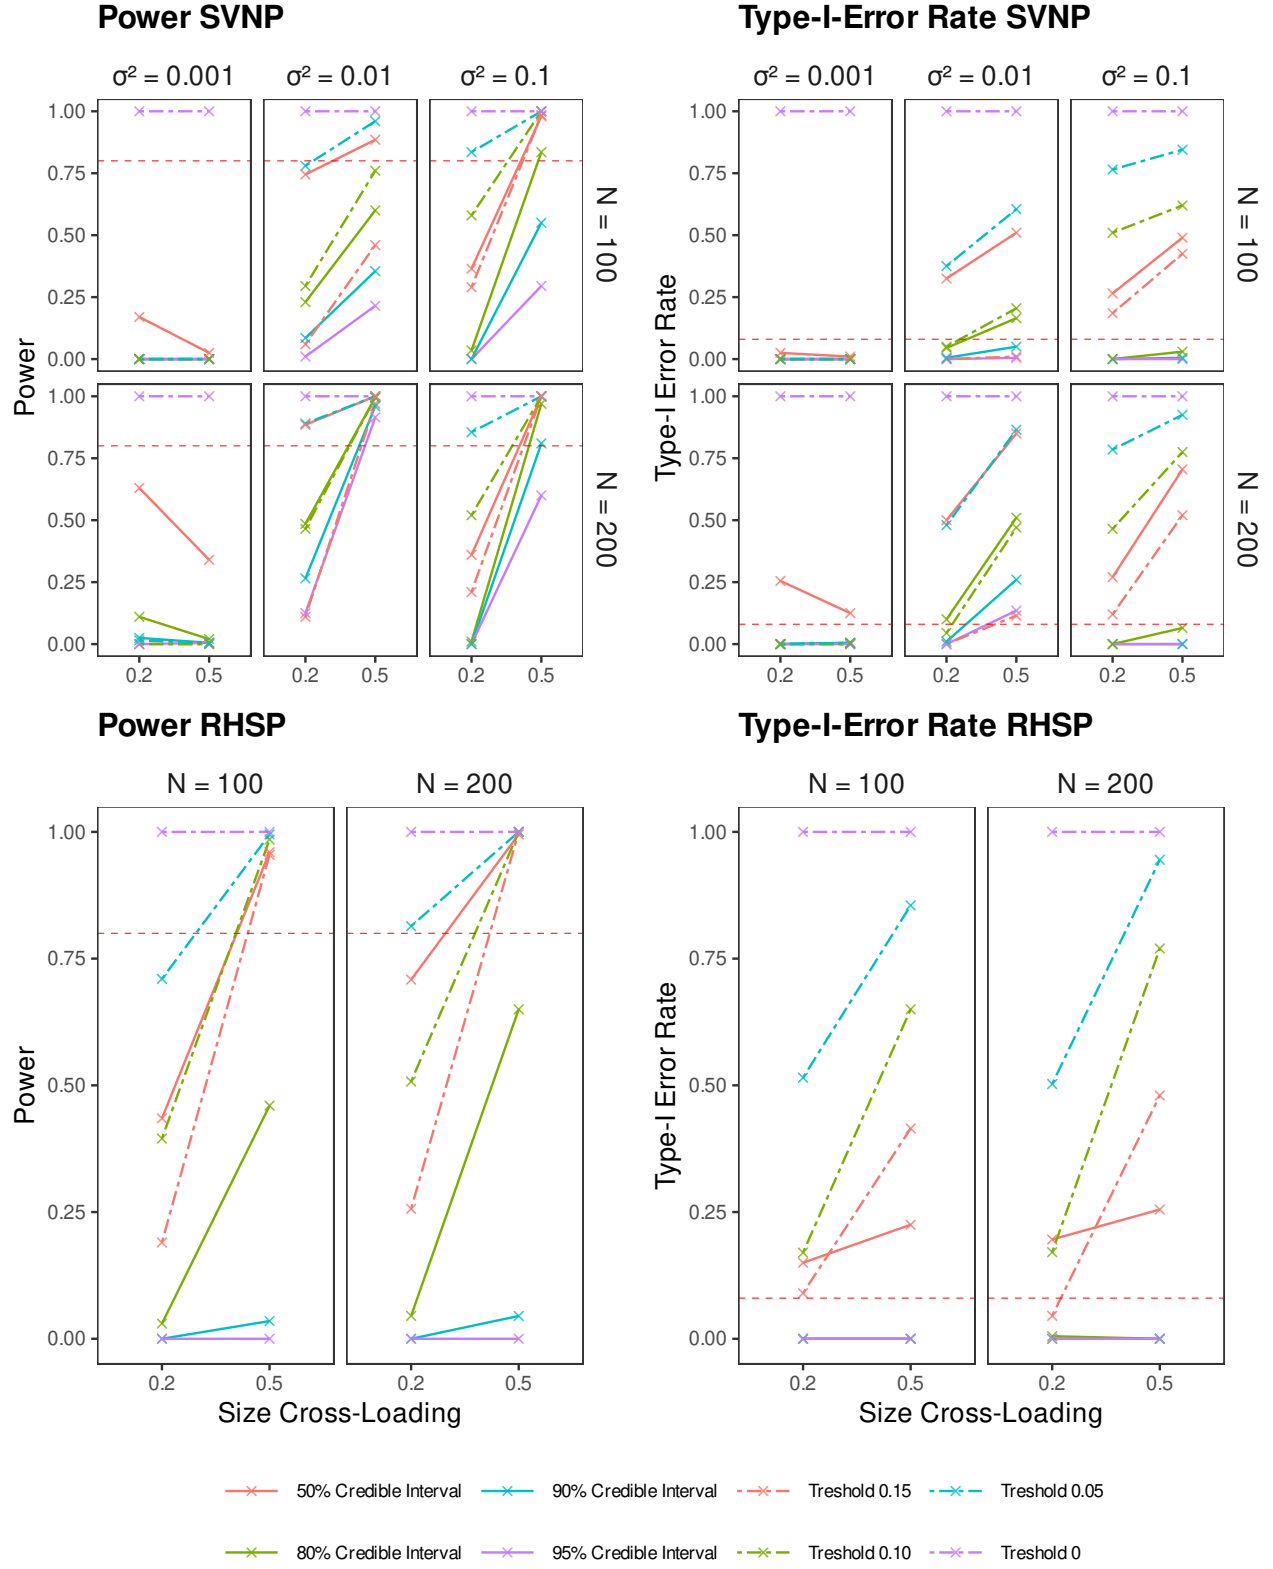 Power SVNP
Type-I-Error Rate SVNP
σ² = 0.001
σ² = 0.01
σ² = 0.1
σ² = 0.001
σ² = 0.01
σ² = 0.1
Power
1.00
0.75
0.50
0.25
0.00
N = 100
1.00
0.75
0.50
0.25
0.00
N = 200
0.2 0.5 0.2 0.5 0.2 0.5
Type-I Error Rate
1.00
0.75
0.50
0.25
0.00
N = 100
1.00
0.75
0.50
0.25
0.00
N = 200
0.2 0.5 0.2 0.5 0.2 0.5
Power RHSP
Type-I-Error Rate RHSP
N = 100
N = 200
N = 100
N = 200
Power
1.00
0.75
0.50
0.25
0.00
0.2 0.5 0.2 0.5
Size Cross-Loading
Type-I Error Rate
1.00
0.75
0.50
0.25
0.00
0.2 0.5 0.2 0.5
Size Cross-Loading
50% Credible Interval
90% Credible Interval
Treshold 0.15
Treshold 0.05
80% Credible Interval
95% Credible Interval
Treshold 0.10
Treshold 0